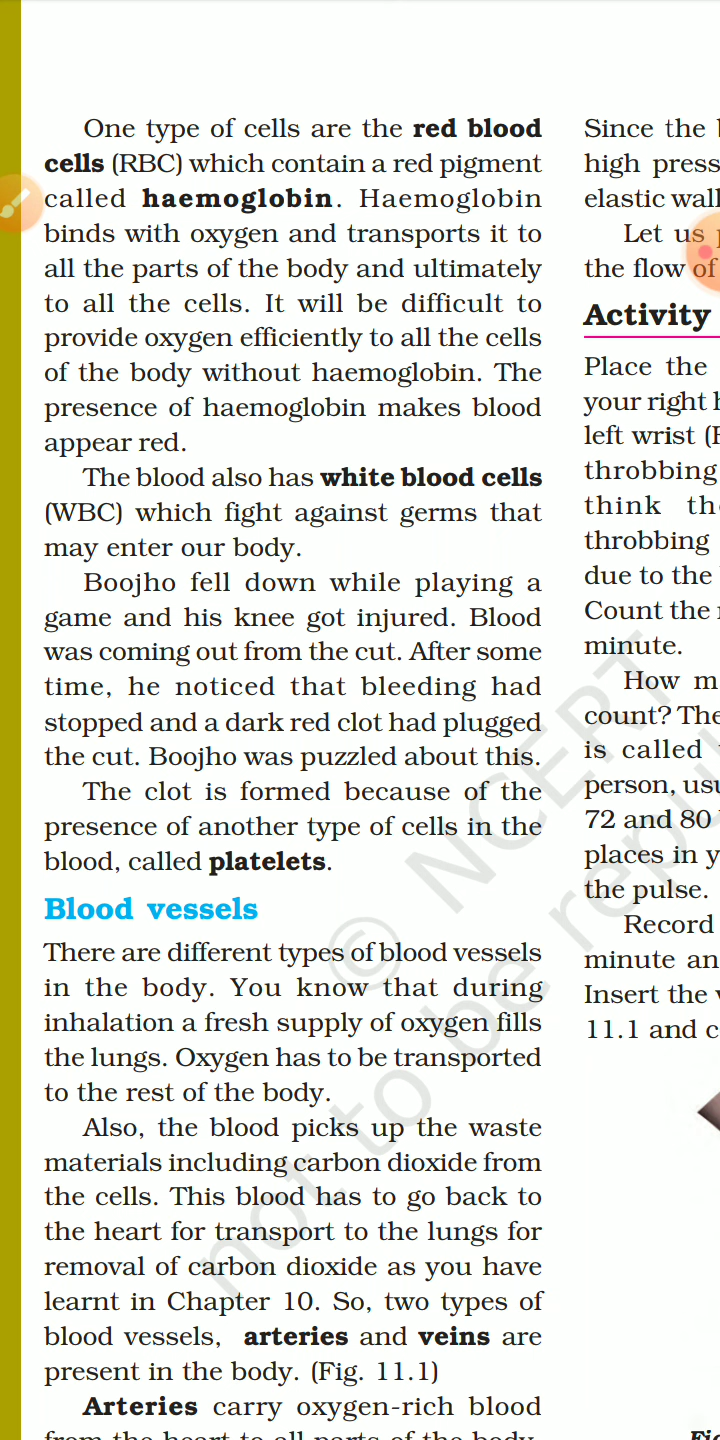 One type of cells are the red blood
cells (RBC) which contain a red pigment
called haemoglobin. Haemoglobin
binds with oxygen and transports it to
all the parts of the body and ultimately
to all the cells. It will be difficult to
provide oxygen efficiently to all the cells
of the body without haemoglobin. The
presence of haemoglobin makes blood
appear red.
The blood also has white blood cells
(WBC) which fight against germs that
may enter our body.
Boojho fell down while playing a
game and his knee got injured. Blood
was coming out from the cut. After some
time, he noticed that bleeding had
stopped and a dark red clot had plugged
the cut. Boojho was puzzled about this.
The clot is formed because of the
presence of another type of cells in the
blood, called platelets.
Blood vessels
There are different types of blood vessels
in the body. You know that during
inhalation a fresh supply of oxygen fills
the lungs. Oxygen has to be transported
to the rest of the body.
Also, the blood picks up the waste
materials including carbon dioxide from
the cells. This blood has to go back to
the heart for transport to the lungs for
removal of carbon dioxide as you have
learnt in Chapter 10. So, two types of
blood vessels, arteries and veins are
present in the body. (Fig. 11.1)
Arteries carry oxygen-rich blood
from the heart to all parts of the body.
Since the
high press
elastic wall
Let us
the flow of
Activity
Place the
your right
left wrist
throbbing
think
throbbing
due to the
Count the
minute.
How
count? The
is called
person,
72 and 80
places in
the pulse.
Record
minute
Insert the
11.1 and
© NCERT
not to be